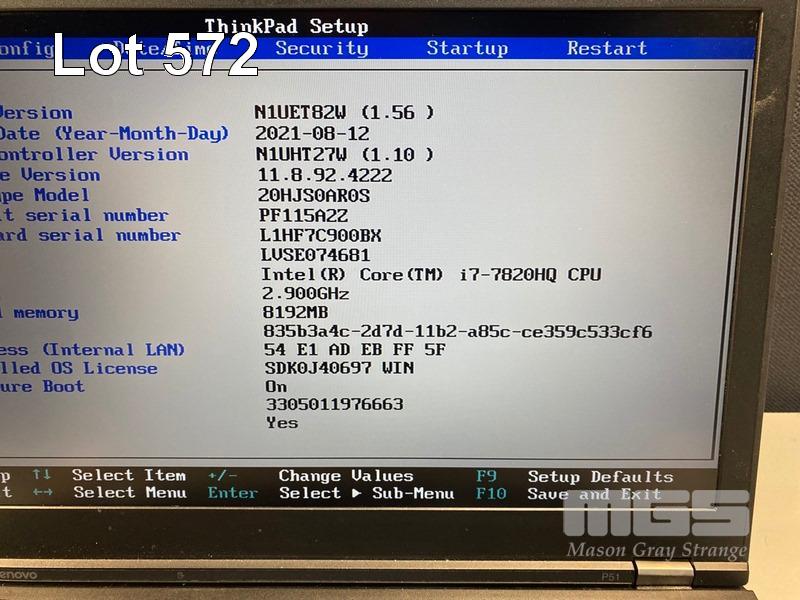 ThinkPad Setup
onfig Date/Time Security Startup Restart
Lot 572
Version N1UET82W (1.56 )
Date (Year-Month-Day) 2021-08-12
ontroller Version N1UHT27W (1.10 )
e Version 11.8.92.4222
ype Model 20HJS0AR0S
it serial number PF115A2Z
ard serial number L1HF7C900BX
LVSE074681
Intel(R) Core(TM) i7-7820HQ CPU
2.900GHz
l memory 8192MB
835b3a4c-2d7d-11b2-a85c-ce359c533cf6
ess (Internal LAN) 54 E1 AD EB FF 5F
lled OS License SDK0J40697 WIN
ure Boot On
3305011976663
Yes
p ↑↓ Select Item +/- Change Values F9 Setup Defaults
t ←→ Select Menu Enter Select ▶ Sub-Menu F10 Save and Exit
MGS
Mason Gray Strange
enovo P51